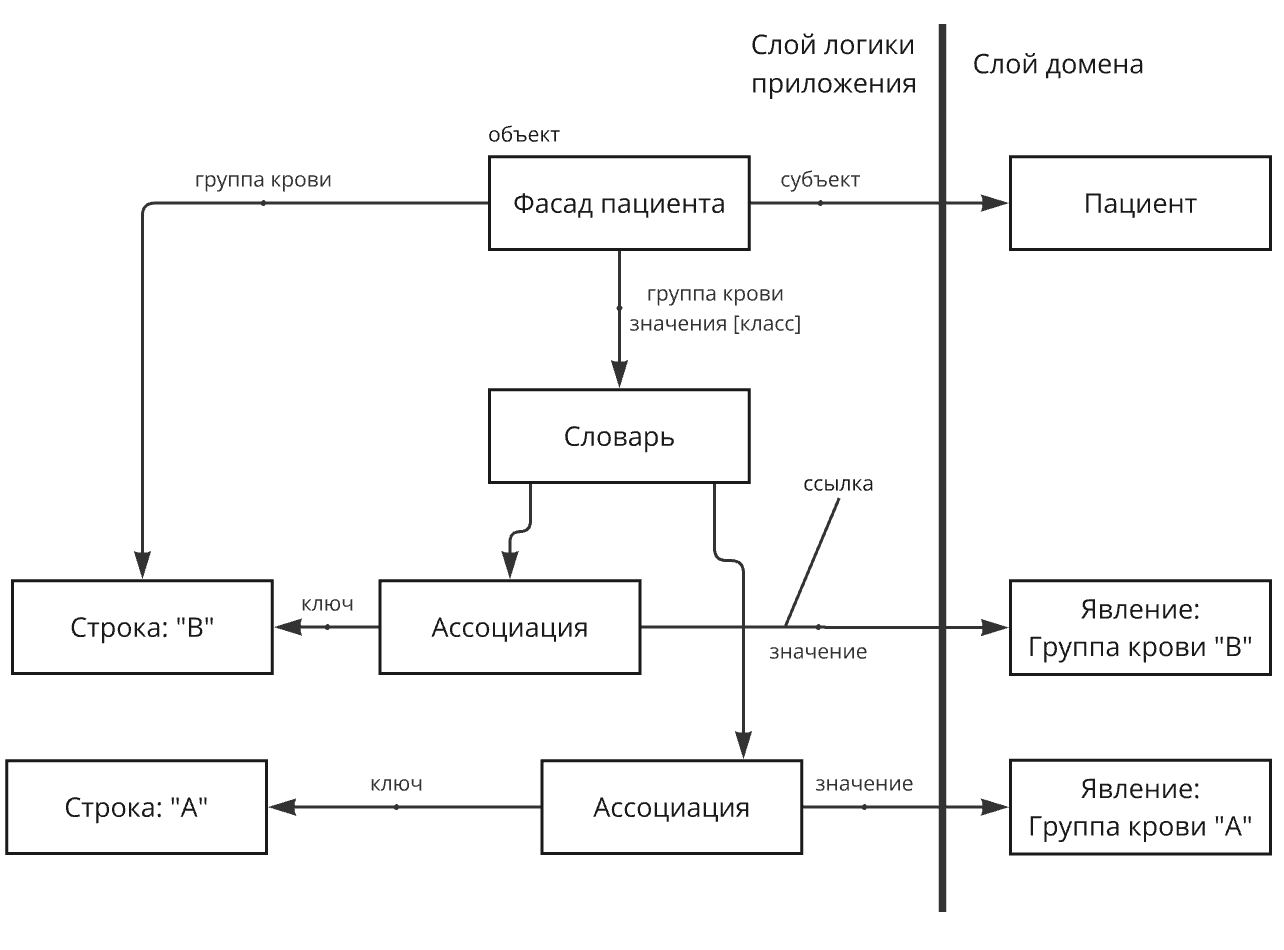 Слой логики
приложения
Слой домена
объект
группа крови
Фасад пациента
субъект
Пациент
группа крови
значения [класс]
Словарь
ссылка
Строка: "B"
ключ
Ассоциация
значение
Явление:
Группа крови "B"
Строка: "A"
ключ
Ассоциация
значение
Явление:
Группа крови "A"